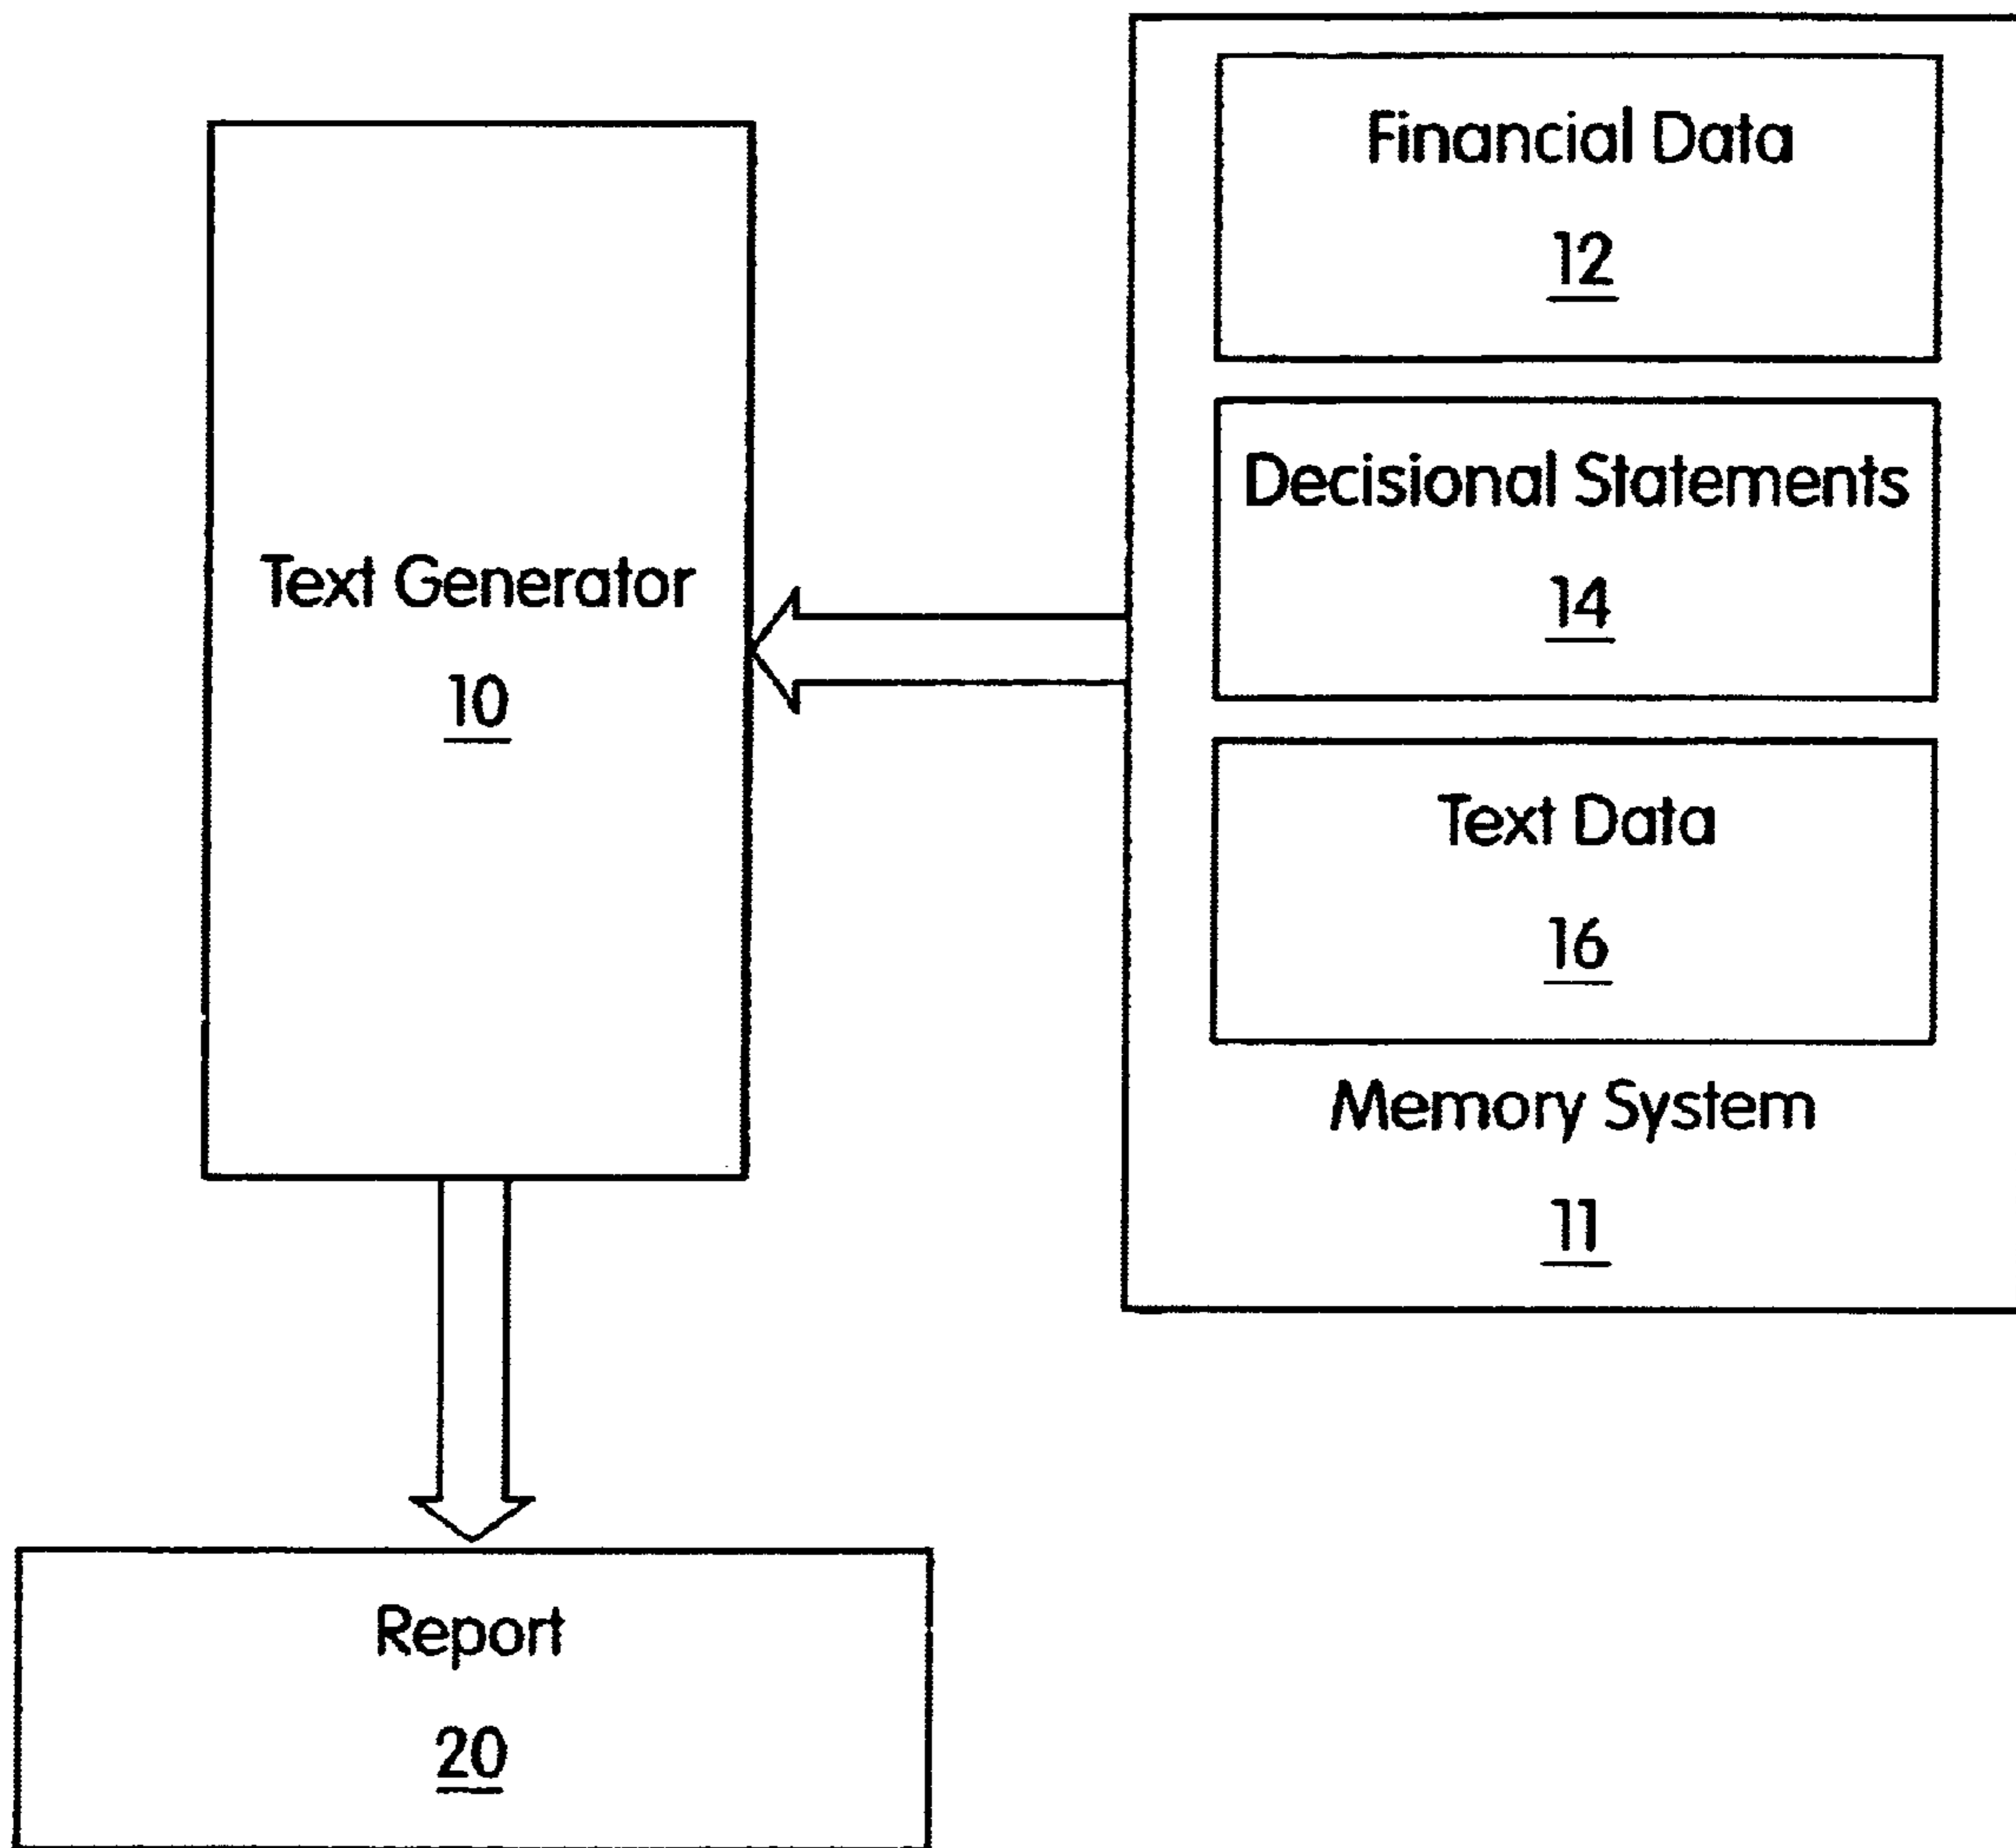 Text Generator
10
Financial Data
12
Decisional Statements
14
Text Data
16
Memory System
11
Report
20